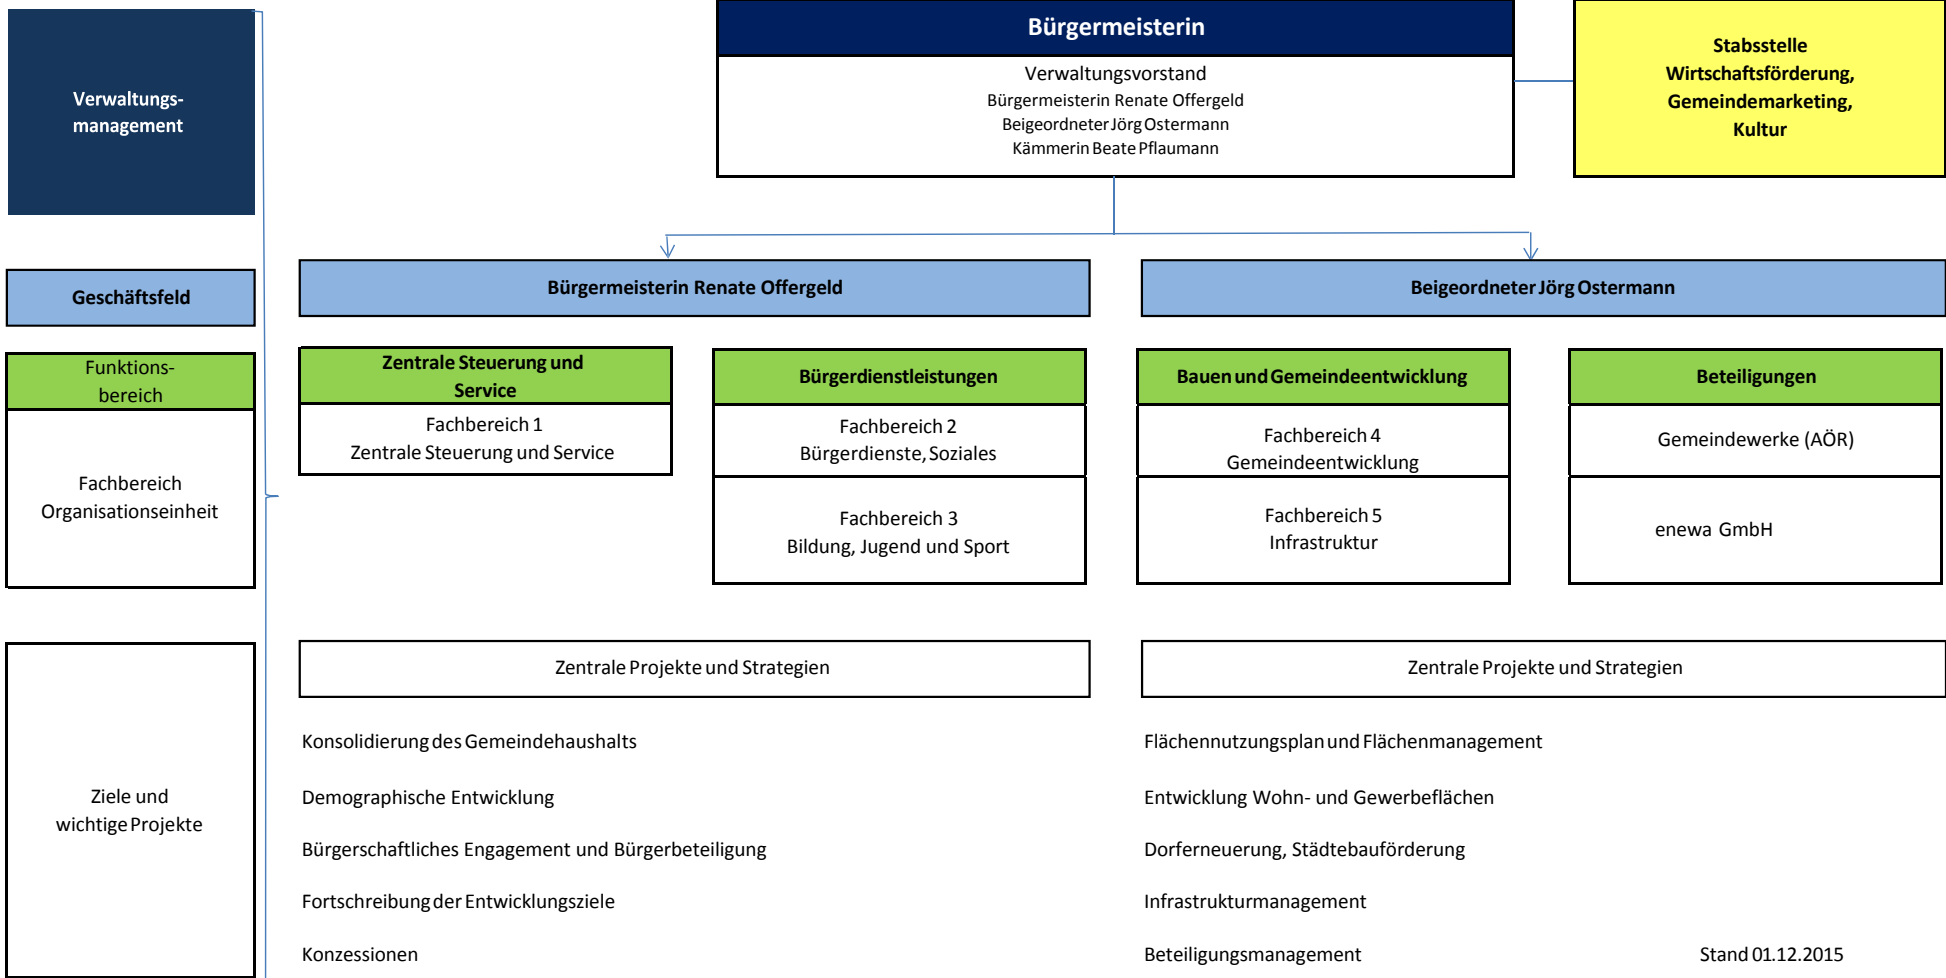 Verwaltungs-
management
Bürgermeisterin
Verwaltungsvorstand
Bürgermeisterin Renate Offergeld
Beigeordneter Jörg Ostermann
Kämmerin Beate Pflaumann
Stabsstelle
Wirtschaftsförderung,
Gemeindemarketing,
Kultur
Geschäftsfeld
Bürgermeisterin Renate Offergeld
Beigeordneter Jörg Ostermann
Funktions-
bereich
Fachbereich
Organisationseinheit
Zentrale Steuerung und
Service
Fachbereich 1
Zentrale Steuerung und Service
Bürgerdienstleistungen
Fachbereich 2
Bürgerdienste, Soziales
Fachbereich 3
Bildung, Jugend und Sport
Bauen und Gemeindeentwicklung
Fachbereich 4
Gemeindeentwicklung
Fachbereich 5
Infrastruktur
Beteiligungen
Gemeindewerke (AÖR)
enewa GmbH
Ziele und
wichtige Projekte
Zentrale Projekte und Strategien
Konsolidierung des Gemeindehaushalts
Demographische Entwicklung
Bürgerschaftliches Engagement und Bürgerbeteiligung
Fortschreibung der Entwicklungsziele
Konzessionen
Zentrale Projekte und Strategien
Flächennutzungsplan und Flächenmanagement
Entwicklung Wohn- und Gewerbeflächen
Dorferneuerung, Städtebauförderung
Infrastrukturmanagement
Beteiligungsmanagement
Stand 01.12.2015